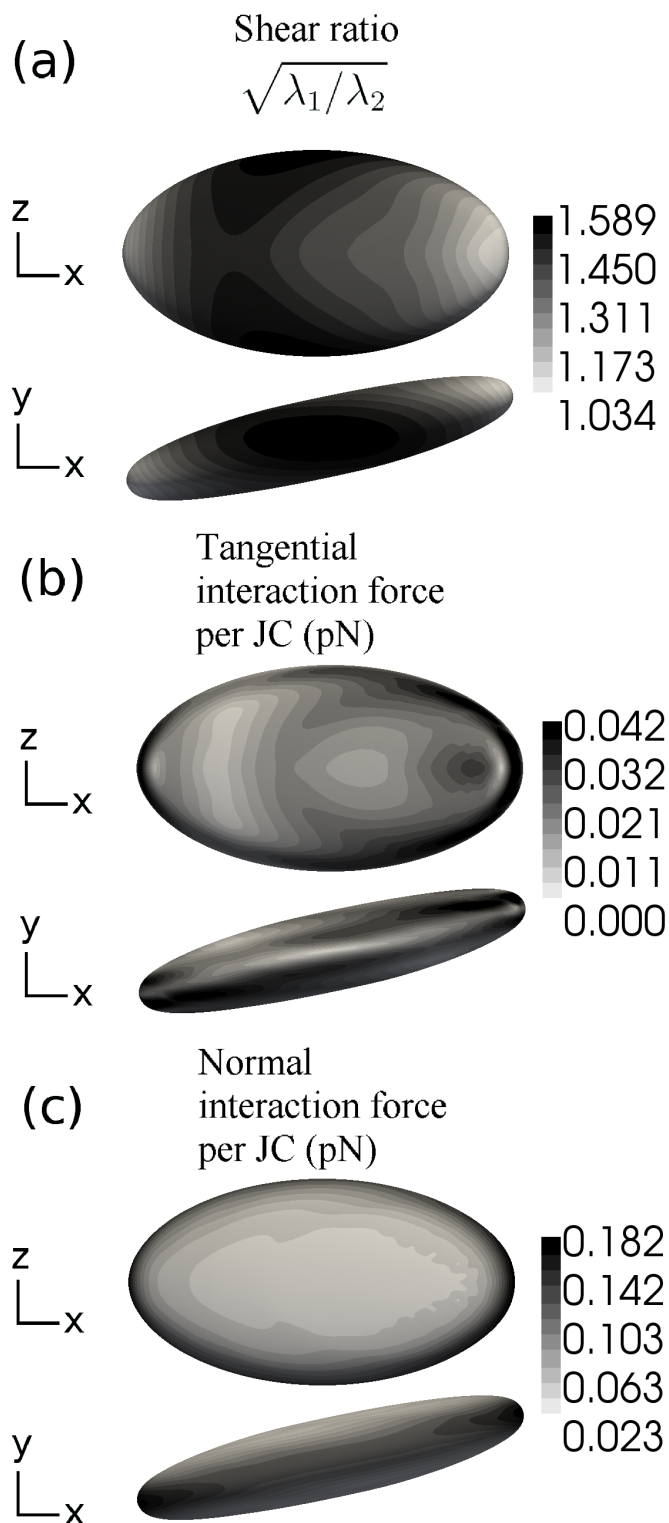 (a)
Shear ratio
√λ₁/λ₂
z
x
1.589
1.450
1.311
1.173
1.034
y
x
(b)
Tangential
interaction force
per JC (pN)
z
x
0.042
0.032
0.021
0.011
0.000
y
x
(c)
Normal
interaction force
per JC (pN)
z
x
0.182
0.142
0.103
0.063
0.023
y
x